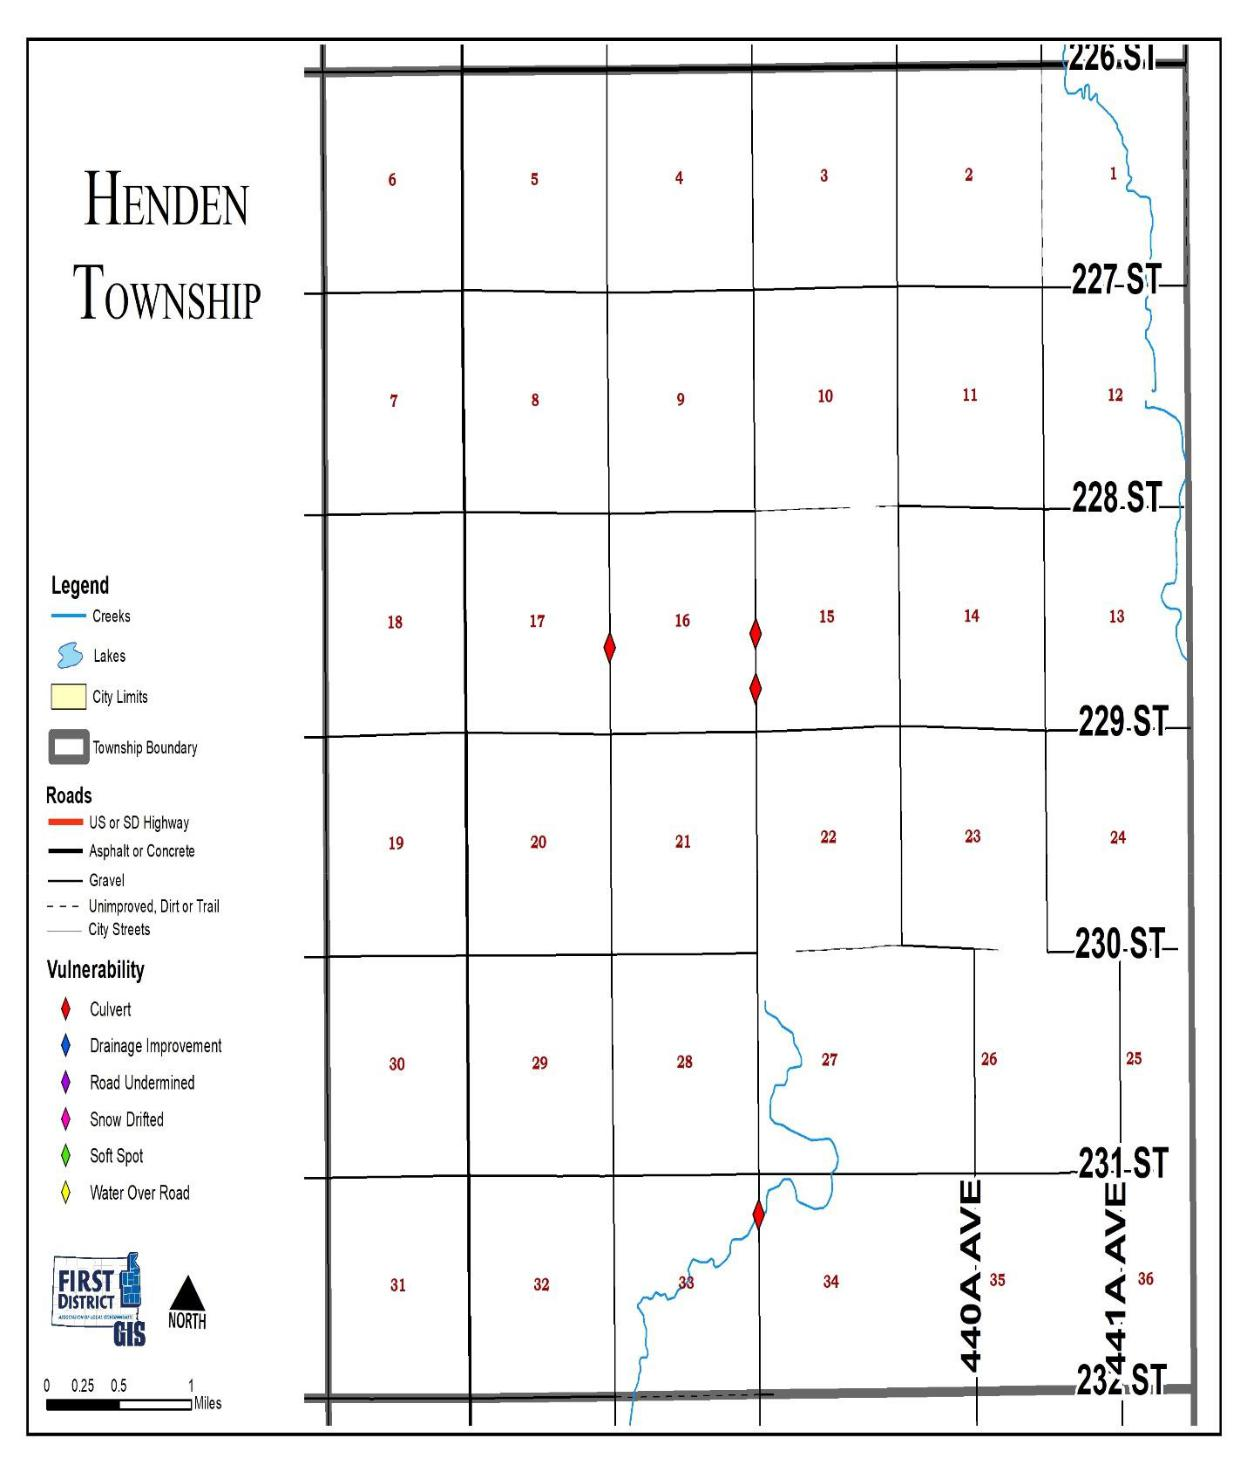 226 ST
HENDEN
TOWNSHIP
6
5
4
3
2
1
227 ST
7
8
9
10
11
12
228 ST
18
17
16
15
14
13
229 ST
19
20
21
22
23
24
230 ST
30
29
28
27
26
25
231 ST
31
32
33
34
35
36
440A AVE
441A AVE
232 ST
Legend
Creeks
Lakes
City Limits
Township Boundary
Roads
US or SD Highway
Asphalt or Concrete
Gravel
Unimproved, Dirt or Trail
City Streets
Vulnerability
Culvert
Drainage Improvement
Road Undermined
Snow Drifted
Soft Spot
Water Over Road
FIRST
DISTRICT
ASSOCIATION OF LOCAL GOVERNMENTS
GIS
NORTH
0 0.25 0.5 1
Miles